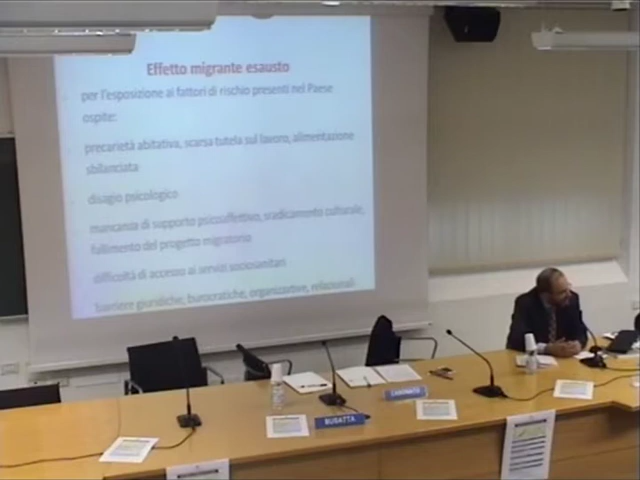 Effetto migrante esausto
per l'esposizione ai fattori di rischio presenti nel Paese
ospite:
precarietà abitativa, scarsa tutela sul lavoro, alimentazione
sbilanciata
disagio psicologico
mancanza di supporto psicoaffettivo, sradicamento culturale,
fallimento del progetto migratorio
difficoltà di accesso ai servizi sociosanitari
barriere giuridiche, burocratiche, organizzative, relazionali
BUSATTA